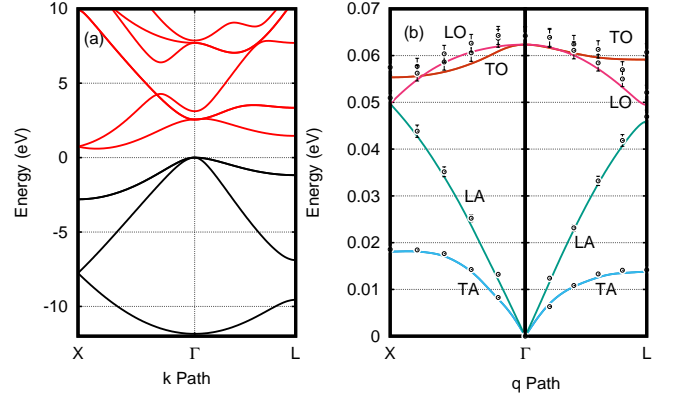 (a)
Energy (eV)
10
5
0
-5
-10
X
Γ
L
k Path
(b)
Energy (eV)
0.07
0.06
0.05
0.04
0.03
0.02
0.01
0
LO
TO
TO
LO
LA
LA
TA
TA
X
Γ
L
q Path